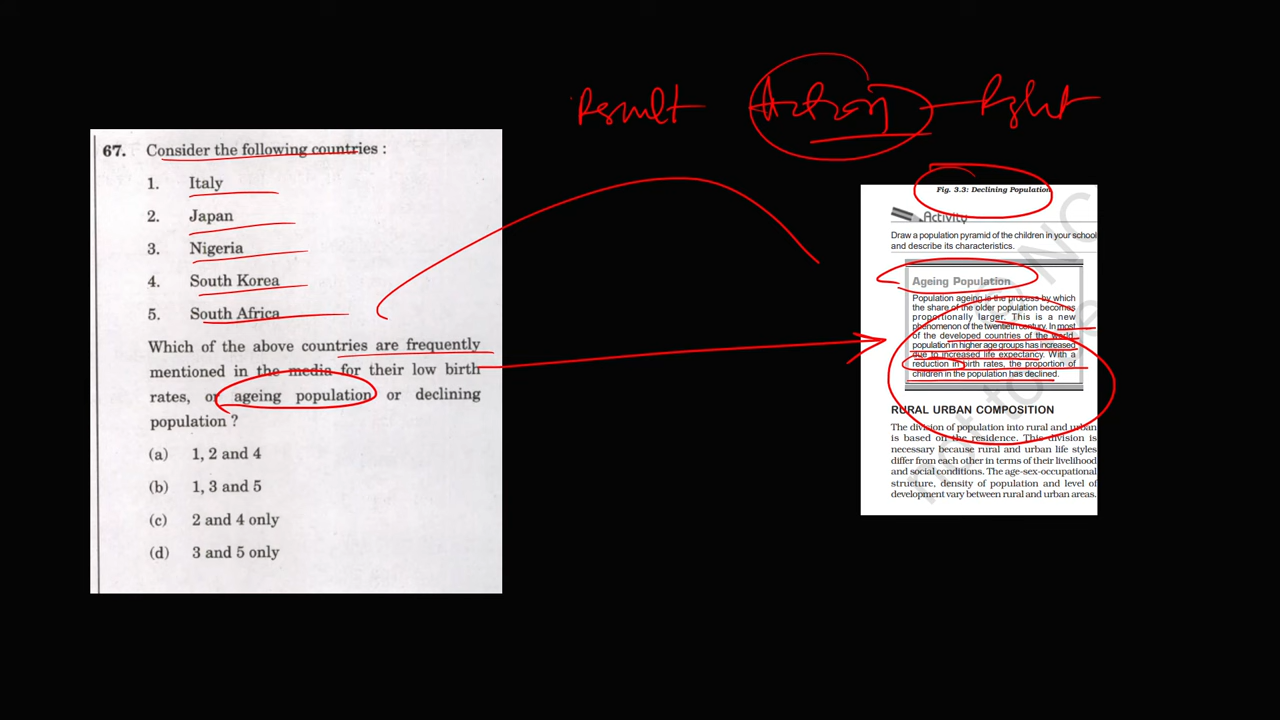 Result Action Right
67. Consider the following countries :
1. Italy
2. Japan
3. Nigeria
4. South Korea
5. South Africa
Which of the above countries are frequently
mentioned in the media for their low birth
rates, or ageing population or declining
population ?
(a) 1, 2 and 4
(b) 1, 3 and 5
(c) 2 and 4 only
(d) 3 and 5 only
Fig. 3.3: Declining Population
Activity
Draw a population pyramid of the children in your school
and describe its characteristics.
Ageing Population
Population ageing is the process by which
the share of the older population becomes
proportionally larger. This is a new
phenomenon of the twentieth century. In most
of the developed countries of the world,
population in higher age groups has increased
due to increased life expectancy. With a
reduction in birth rates, the proportion of
children in the population has declined.
RURAL URBAN COMPOSITION
The division of population into rural and urban
is based on the residence. This division is
necessary because rural and urban life styles
differ from each other in terms of their livelihood
and social conditions. The age-sex-occupational
structure, density of population and level of
development vary between rural and urban areas.